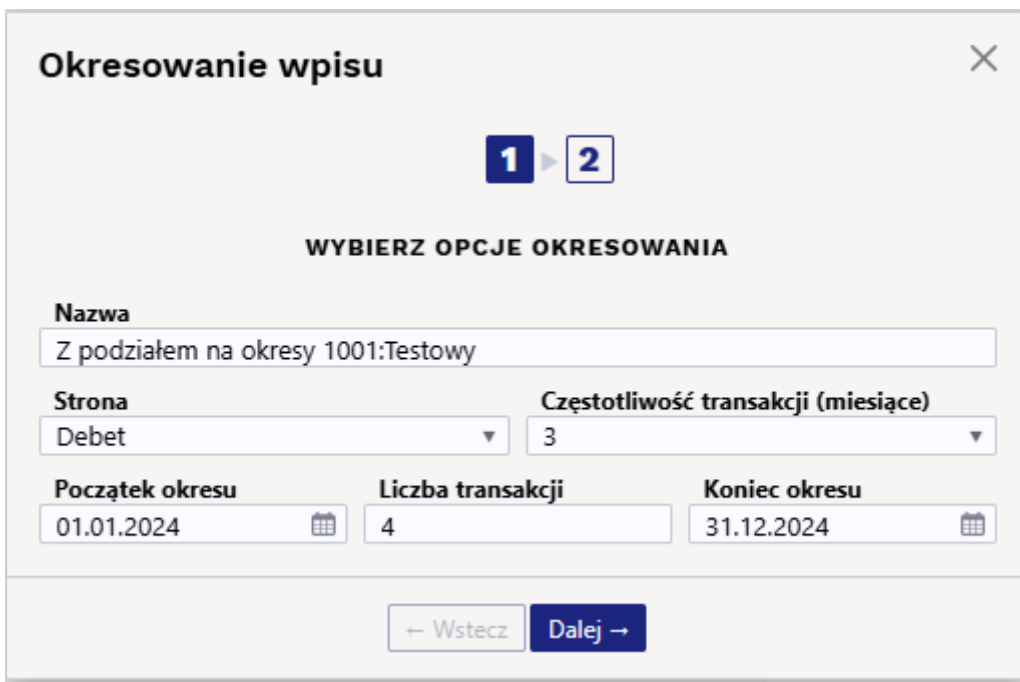 Okresowanie wpisu
1 2
WYBIERZ OPCJE OKRESOWANIA
Nazwa
Z podziałem na okresy 1001:Testowy
Strona Częstotliwość transakcji (miesiące)
Debet 3
Początek okresu Liczba transakcji Koniec okresu
01.01.2024 4 31.12.2024
← Wstecz Dalej →